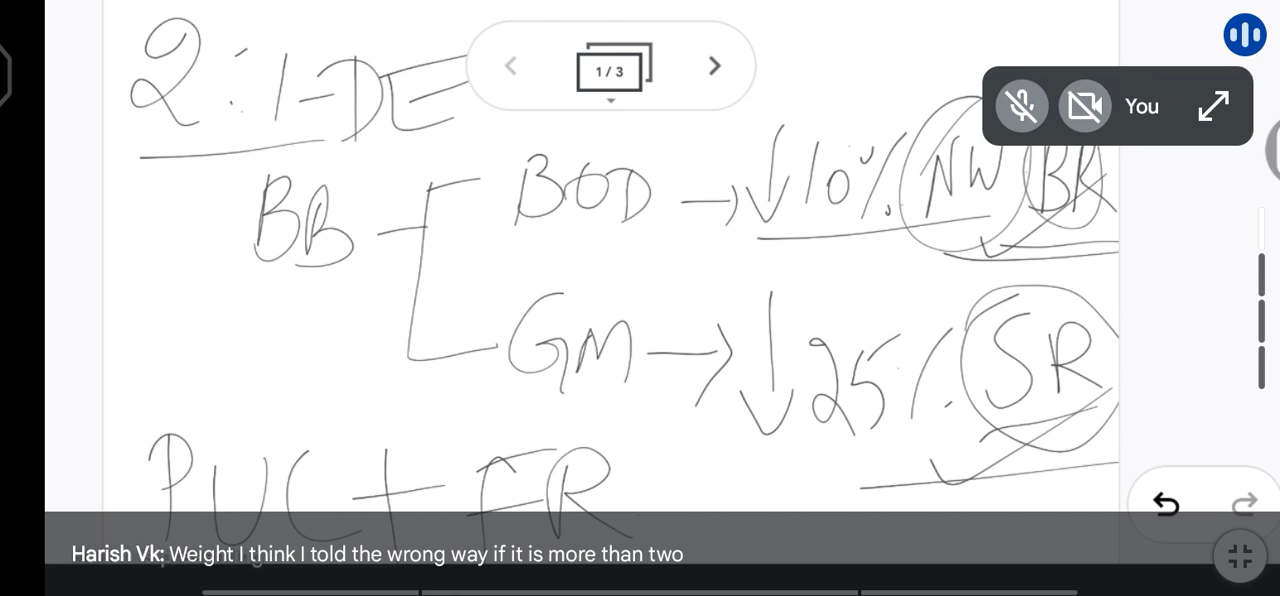 1 / 3
You
2:1-DE
BB
BOD → ↓10% NW BR
GM → ↓25% SR
PUC + FR
Harish Vk: Weight I think I told the wrong way if it is more than two